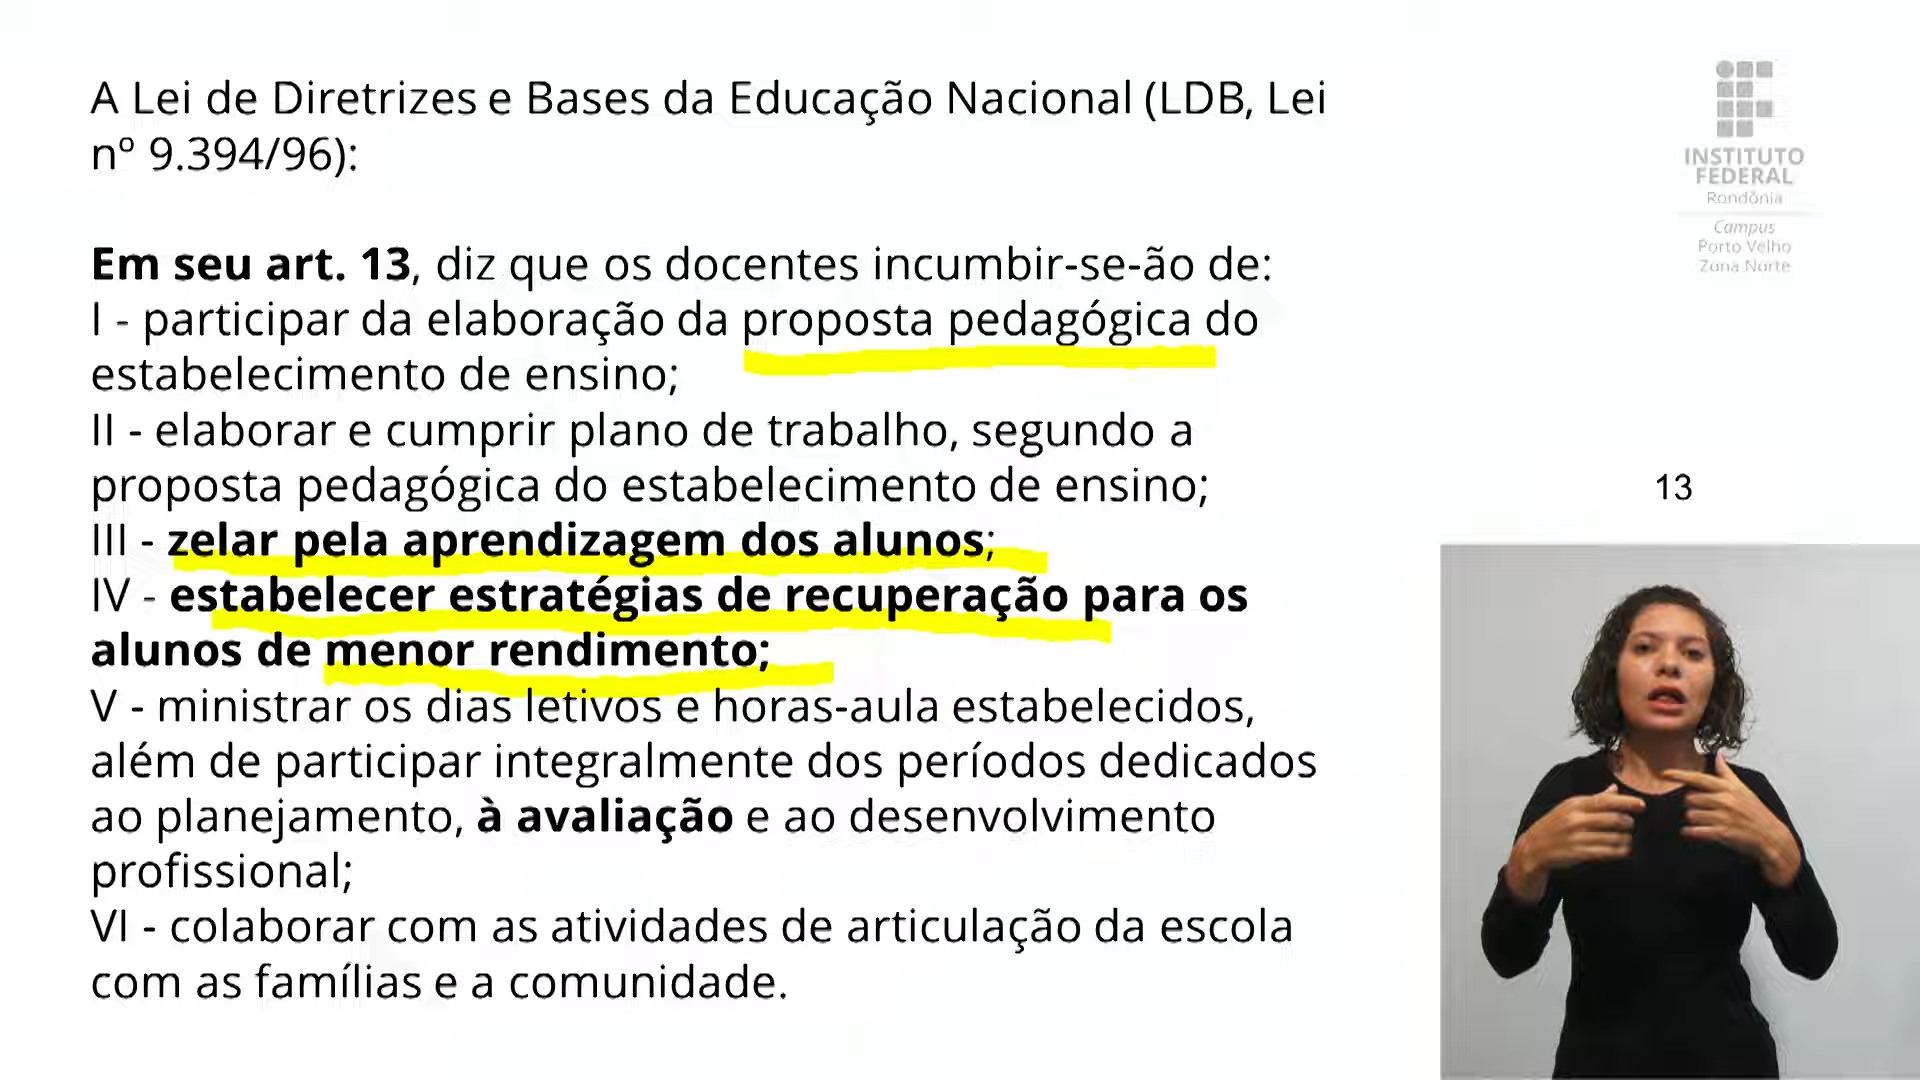 A Lei de Diretrizes e Bases da Educação Nacional (LDB, Lei
nº 9.394/96):
Em seu art. 13, diz que os docentes incumbir-se-ão de:
I - participar da elaboração da proposta pedagógica do
estabelecimento de ensino;
II - elaborar e cumprir plano de trabalho, segundo a
proposta pedagógica do estabelecimento de ensino;
III - zelar pela aprendizagem dos alunos;
IV - estabelecer estratégias de recuperação para os
alunos de menor rendimento;
V - ministrar os dias letivos e horas-aula estabelecidos,
além de participar integralmente dos períodos dedicados
ao planejamento, à avaliação e ao desenvolvimento
profissional;
VI - colaborar com as atividades de articulação da escola
com as famílias e a comunidade.
INSTITUTO
FEDERAL
Rondônia
Campus
Porto Velho
Zona Norte
13